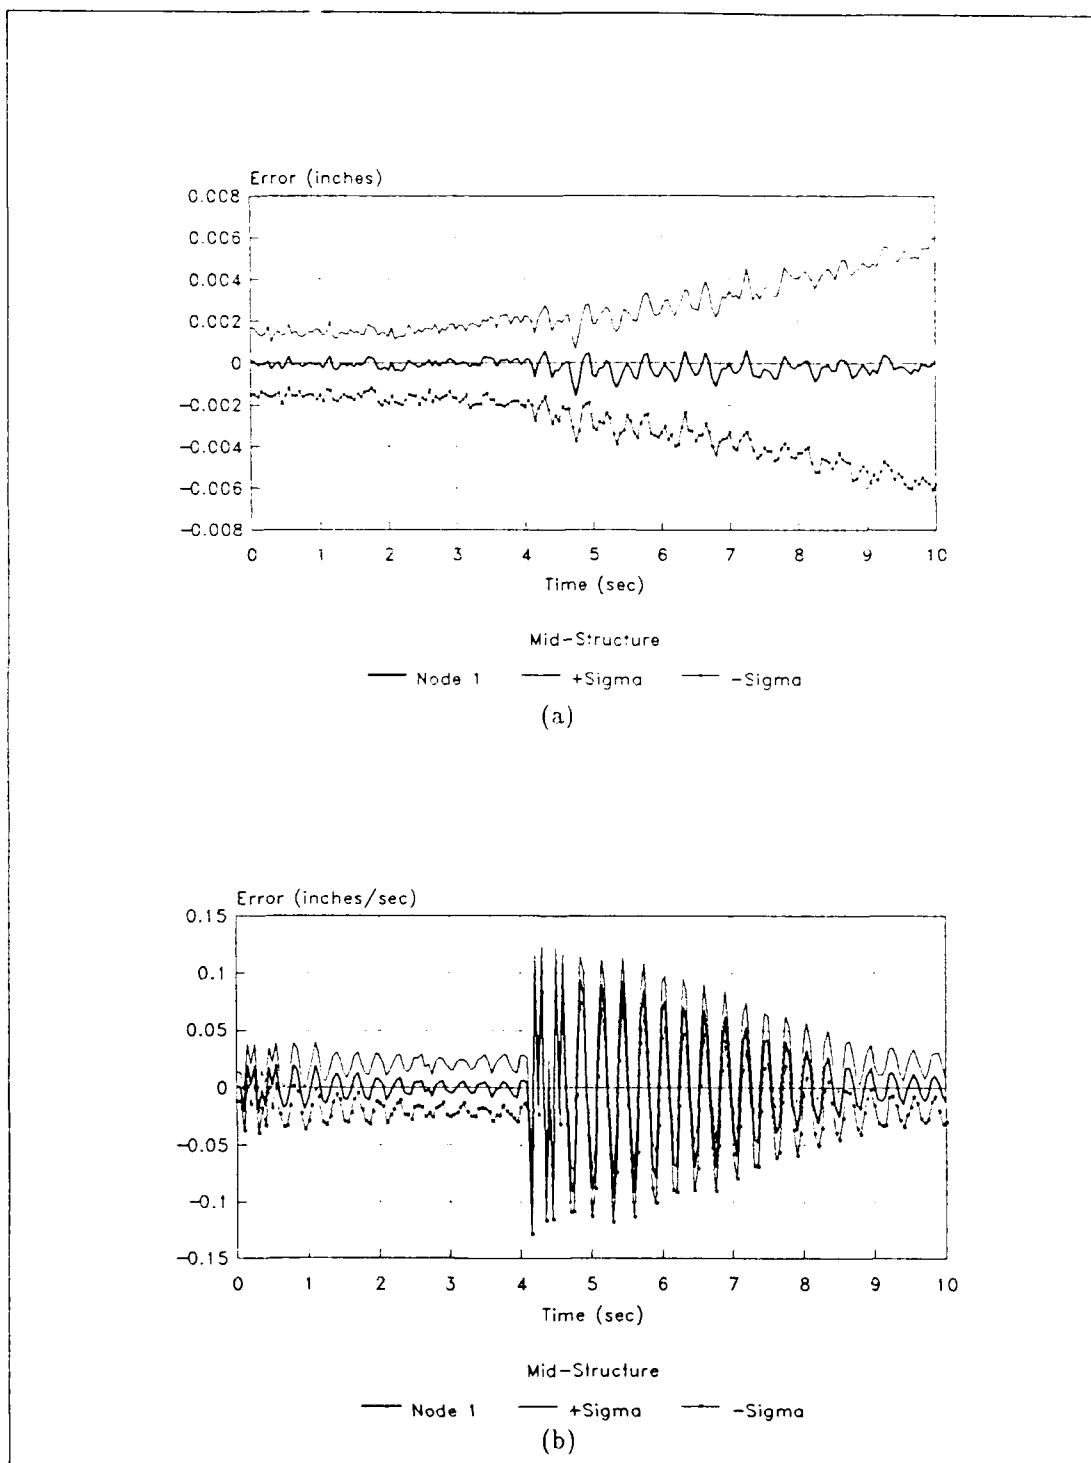 Error (inches)
0.008
0.006
0.004
0.002
0
-0.002
-0.004
-0.006
-0.008
0 1 2 3 4 5 6 7 8 9 10
Time (sec)
Mid-Structure
Node 1 +Sigma -Sigma
(a)
Error (inches/sec)
0.15
0.1
0.05
0
-0.05
-0.1
-0.15
0 1 2 3 4 5 6 7 8 9 10
Time (sec)
Mid-Structure
Node 1 +Sigma -Sigma
(b)